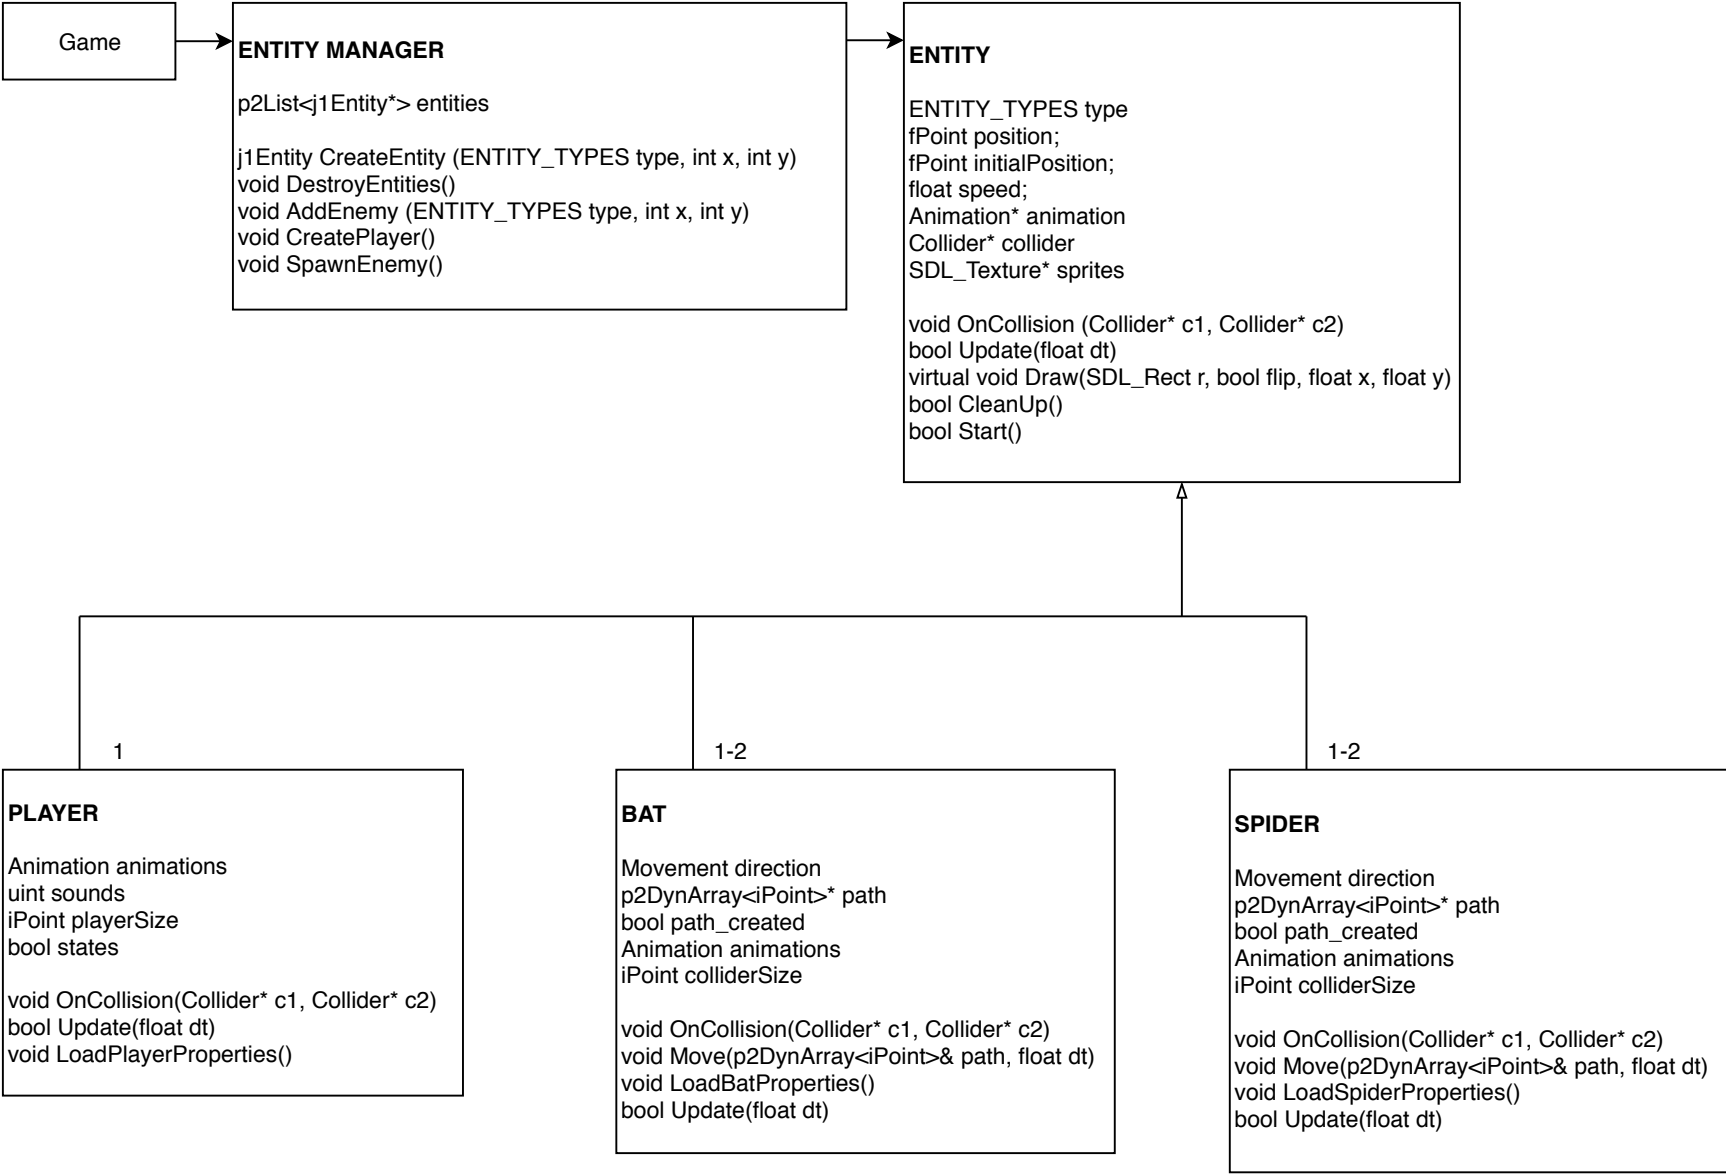 Game
ENTITY MANAGER
p2List<j1Entity*> entities
j1Entity CreateEntity (ENTITY_TYPES type, int x, int y)
void DestroyEntities()
void AddEnemy (ENTITY_TYPES type, int x, int y)
void CreatePlayer()
void SpawnEnemy()
ENTITY
ENTITY_TYPES type
fPoint position;
fPoint initialPosition;
float speed;
Animation* animation
Collider* collider
SDL_Texture* sprites
void OnCollision (Collider* c1, Collider* c2)
bool Update(float dt)
virtual void Draw(SDL_Rect r, bool flip, float x, float y)
bool CleanUp()
bool Start()
1
PLAYER
Animation animations
uint sounds
iPoint playerSize
bool states
void OnCollision(Collider* c1, Collider* c2)
bool Update(float dt)
void LoadPlayerProperties()
1-2
BAT
Movement direction
p2DynArray<iPoint>* path
bool path_created
Animation animations
iPoint colliderSize
void OnCollision(Collider* c1, Collider* c2)
void Move(p2DynArray<iPoint>& path, float dt)
void LoadBatProperties()
bool Update(float dt)
1-2
SPIDER
Movement direction
p2DynArray<iPoint>* path
bool path_created
Animation animations
iPoint colliderSize
void OnCollision(Collider* c1, Collider* c2)
void Move(p2DynArray<iPoint>& path, float dt)
void LoadSpiderProperties()
bool Update(float dt)